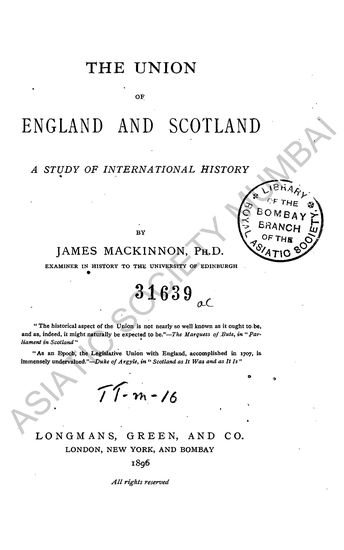 THE UNION
OF
ENGLAND AND SCOTLAND
A STUDY OF INTERNATIONAL HISTORY
LIBRARY
OF THE
BOMBAY
BRANCH
OF THE
ROYAL ASIATIC SOCIETY
BY
JAMES MACKINNON, PH.D.
EXAMINER IN HISTORY TO THE UNIVERSITY OF EDINBURGH
31639
"The historical aspect of the Union is not nearly so well known as it ought to be,
and as, indeed, it might naturally be expected to be."—The Marquess of Bute, in "Par-
liament in Scotland"
"As an Epoch, the Legislative Union with England, accomplished in 1707, is
immensely undervalued."—Duke of Argyle, in "Scotland as It Was and as It Is"
TT-m-16
LONGMANS, GREEN, AND CO.
LONDON, NEW YORK, AND BOMBAY
1896
All rights reserved
ASIATIC SOCIETY MUMBAI